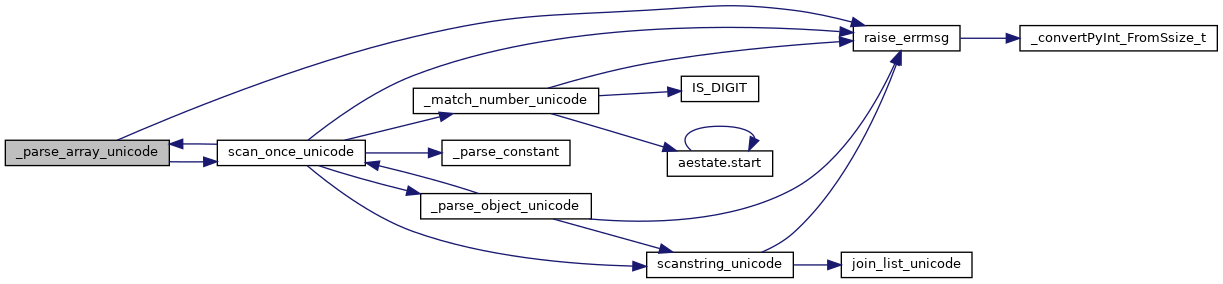 _parse_array_unicode
scan_once_unicode
_match_number_unicode
_parse_constant
_parse_object_unicode
scanstring_unicode
IS_DIGIT
aestate.start
raise_errmsg
join_list_unicode
_convertPyInt_FromSsize_t